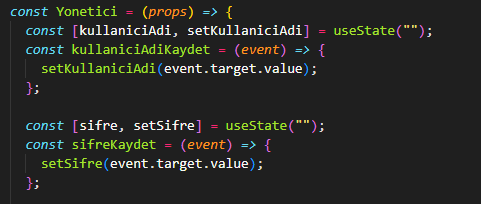 const Yonetici = (props) => {
const [kullaniciAdi, setKullaniciAdi] = useState("");
const kullaniciAdiKaydet = (event) => {
setKullaniciAdi(event.target.value);
};
const [sifre, setSifre] = useState("");
const sifreKaydet = (event) => {
setSifre(event.target.value);
};